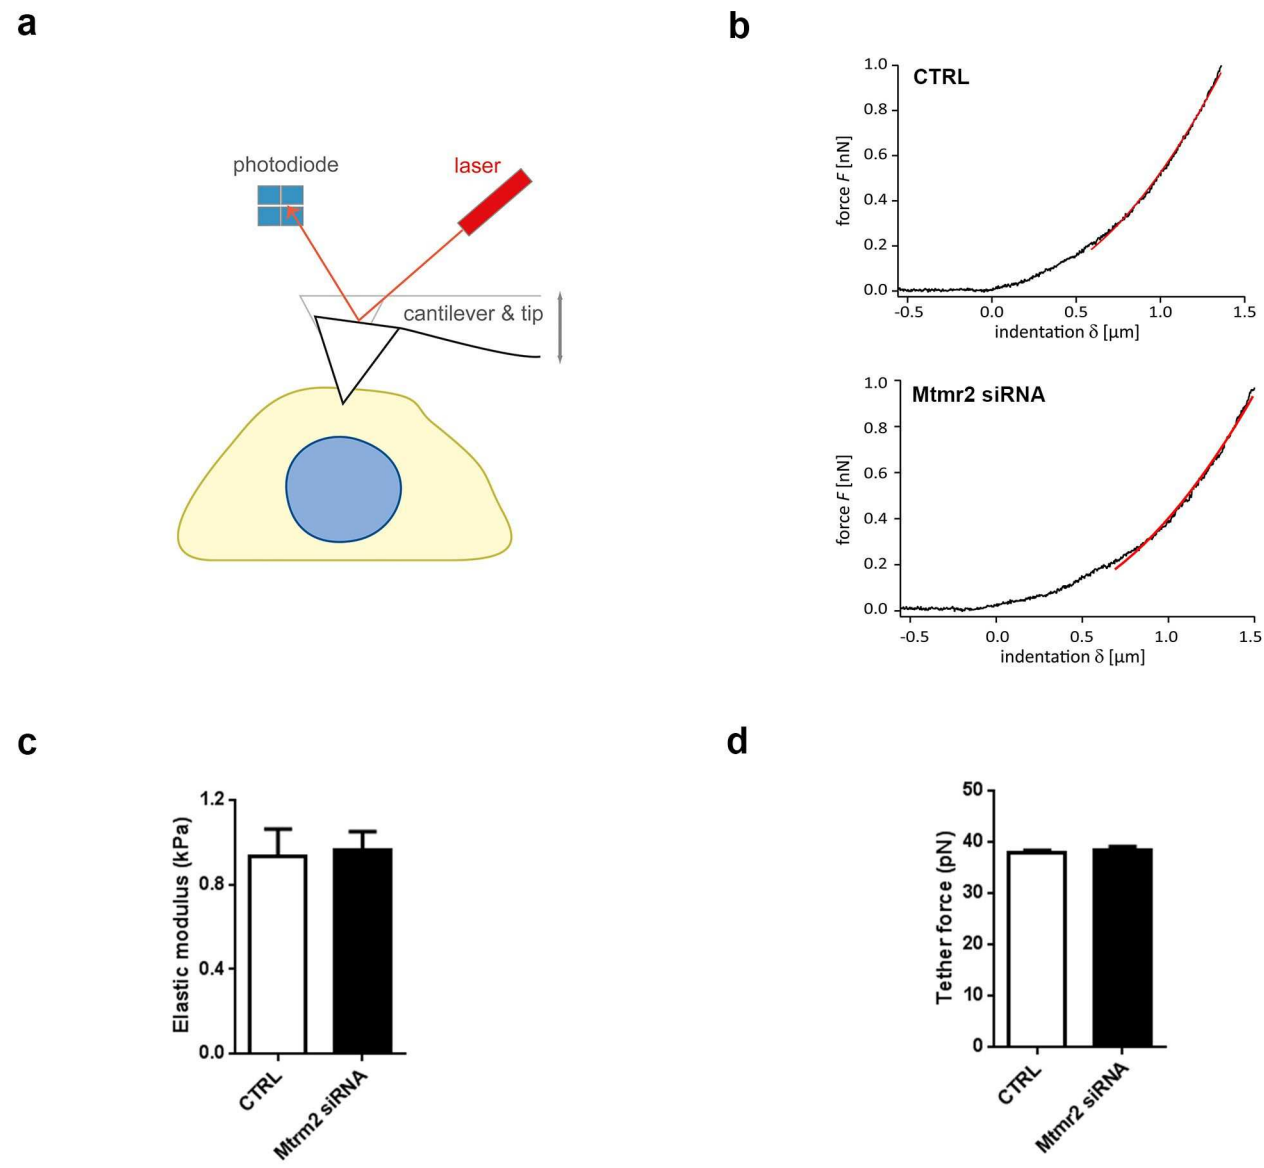 a
photodiode
laser
cantilever & tip
b
CTRL
1.0
0.8
0.6
0.4
0.2
0.0
force F [nN]
-0.5
0.0
0.5
1.0
1.5
indentation δ [µm]
Mtmr2 siRNA
1.0
0.8
0.6
0.4
0.2
0.0
force F [nN]
-0.5
0.0
0.5
1.0
1.5
indentation δ [µm]
c
1.2
0.8
0.4
0.0
Elastic modulus (kPa)
CTRL
Mtrm2 siRNA
d
50
40
30
20
10
0
Tether force (pN)
CTRL
Mtmr2 siRNA